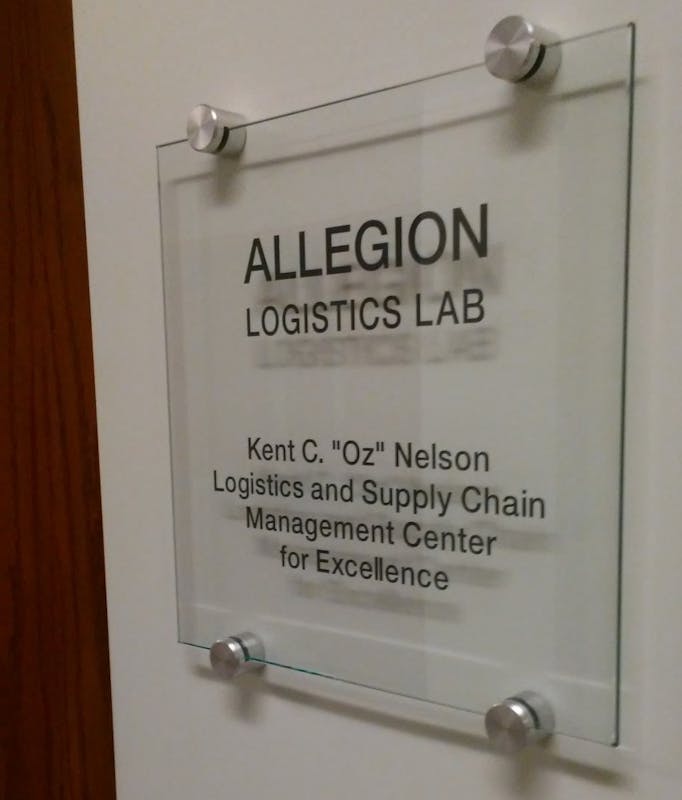 ALLEGION
LOGISTICS LAB
Kent C. "Oz" Nelson
Logistics and Supply Chain
Management Center
for Excellence